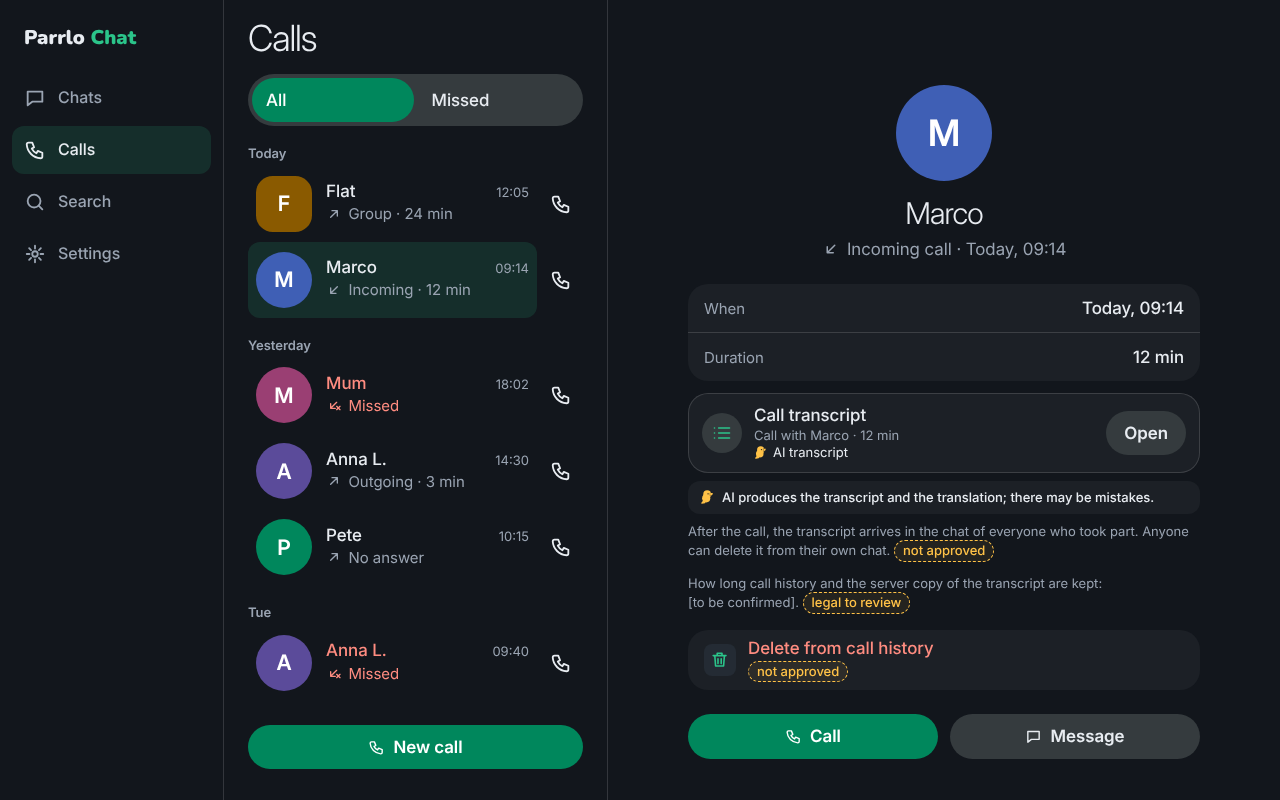 Parrlo Chat
Chats
Calls
Search
Settings
Calls
All
Missed
Today
F
Flat
12:05
Group · 24 min
M
Marco
09:14
Incoming · 12 min
Yesterday
M
Mum
18:02
Missed
A
Anna L.
14:30
Outgoing · 3 min
P
Pete
10:15
No answer
Tue
A
Anna L.
09:40
Missed
New call
M
Marco
Incoming call · Today, 09:14
When
Today, 09:14
Duration
12 min
Call transcript
Call with Marco · 12 min
AI transcript
Open
AI produces the transcript and the translation; there may be mistakes.
After the call, the transcript arrives in the chat of everyone who took part. Anyone
can delete it from their own chat. not approved
How long call history and the server copy of the transcript are kept:
[to be confirmed]. legal to review
Delete from call history
not approved
Call
Message